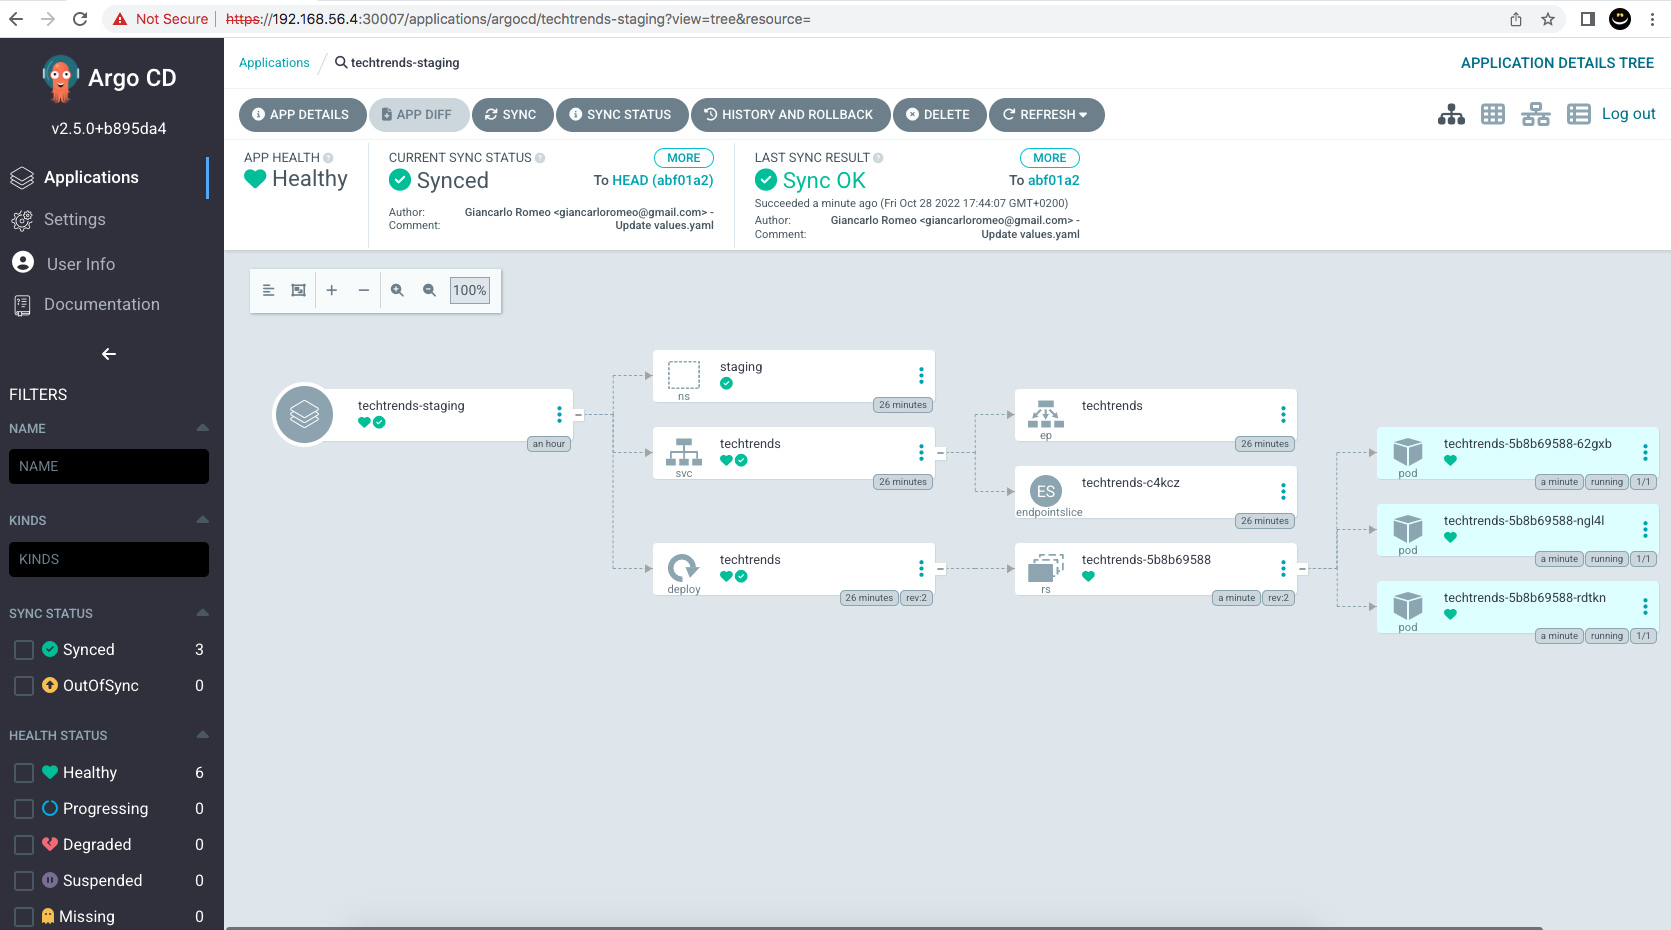 Not Secure https://192.168.56.4:30007/applications/argocd/techtrends-staging?view=tree&resource=
Argo CD
v2.5.0+b895da4
Applications
Settings
User Info
Documentation
FILTERS
NAME
NAME
KINDS
KINDS
SYNC STATUS
Synced 3
OutOfSync 0
HEALTH STATUS
Healthy 6
Progressing 0
Degraded 0
Suspended 0
Missing 0
Applications / techtrends-staging
APPLICATION DETAILS TREE
APP DETAILS APP DIFF SYNC SYNC STATUS HISTORY AND ROLLBACK DELETE REFRESH
Log out
APP HEALTH
Healthy
CURRENT SYNC STATUS MORE
Synced To HEAD (abf01a2)
Author: Giancarlo Romeo <giancarloromeo@gmail.com> -
Comment: Update values.yaml
LAST SYNC RESULT MORE
Sync OK To abf01a2
Succeeded a minute ago (Fri Oct 28 2022 17:44:07 GMT+0200)
Author: Giancarlo Romeo <giancarloromeo@gmail.com> -
Comment: Update values.yaml
100%
techtrends-staging
an hour
staging
ns
26 minutes
techtrends
svc
26 minutes
techtrends
deploy
26 minutes rev:2
techtrends
ep
26 minutes
ES
techtrends-c4kcz
endpointslice
26 minutes
techtrends-5b8b69588
rs
a minute rev:2
techtrends-5b8b69588-62gxb
pod
a minute running 1/1
techtrends-5b8b69588-ngl4l
pod
a minute running 1/1
techtrends-5b8b69588-rdtkn
pod
a minute running 1/1